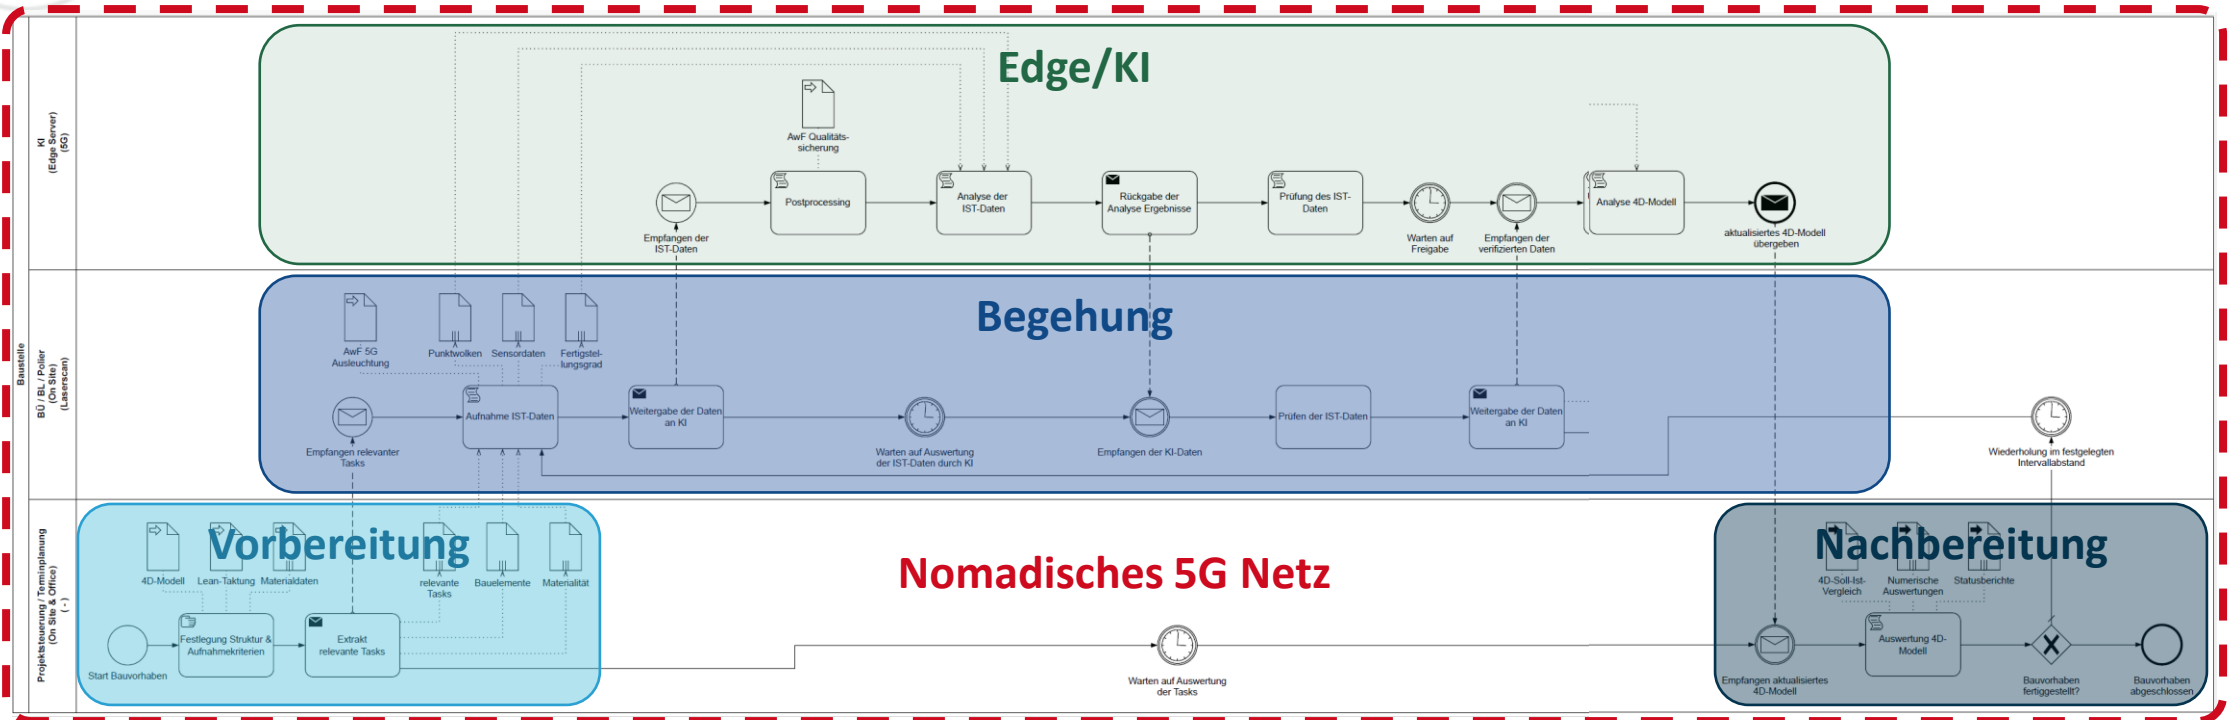 Edge/KI
KI
(Edge Server)
(5G)
AwF Qualitäts-
sicherung
Empfangen der
IST-Daten
Postprocessing
Analyse der
IST-Daten
Rückgabe der
Analyse Ergebnisse
Prüfung des IST-
Daten
Warten auf
Freigabe
Empfangen der
verifizierten Daten
Analyse 4D-Modell
aktualisiertes 4D-Modell
übergeben
Baustelle
Begehung
BÜ / BL / Polier
(On Site)
(Laserscan)
AwF 5G
Ausleuchtung
Punktwolken
Sensordaten
Fertigstel-
lungsgrad
Empfangen relevanter
Tasks
Aufnahme IST-Daten
Weitergabe der Daten
an KI
Warten auf Auswertung
der IST-Daten durch KI
Empfangen der KI-Daten
Prüfen der IST-Daten
Weitergabe der Daten
an KI
Wiederholung im festgelegten
Intervallabstand
Projektsteuerung / Terminplanung
(On Site & Office)
( - )
Vorbereitung
4D-Modell
Lean-Taktung
Materialdaten
relevante
Tasks
Bauelemente
Materialität
Start Bauvorhaben
Festlegung Struktur &
Aufnahmekriterien
Extrakt
relevante Tasks
Nomadisches 5G Netz
Warten auf Auswertung
der Tasks
Nachbereitung
4D-Soll-Ist-
Vergleich
Numerische
Auswertungen
Statusberichte
Empfangen aktualisiertes
4D-Modell
Auswertung 4D-
Modell
Bauvorhaben
fertiggestellt?
Bauvorhaben
abgeschlossen